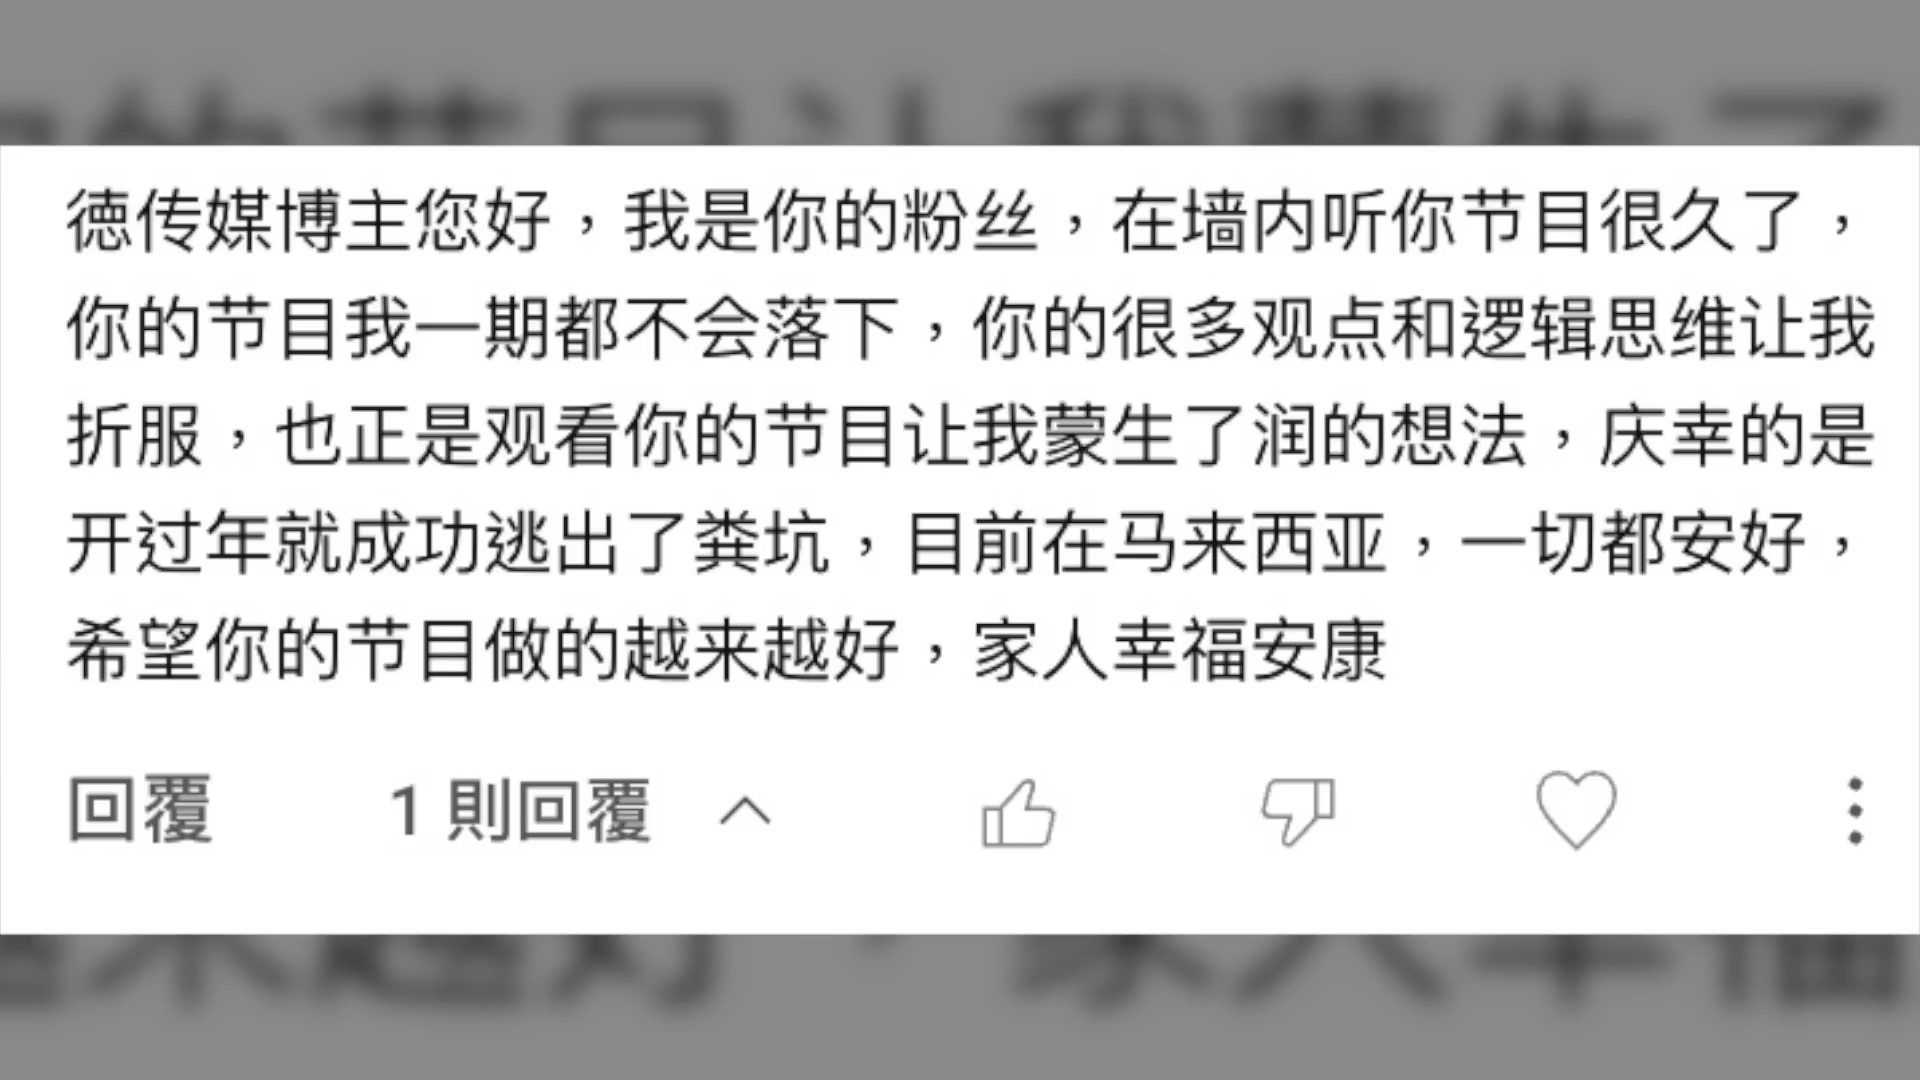 德传媒博主您好，我是你的粉丝，在墙内听你节目很久了，
你的节目我一期都不会落下，你的很多观点和逻辑思维让我
折服，也正是观看你的节目让我蒙生了润的想法，庆幸的是
开过年就成功逃出了粪坑，目前在马来西亚，一切都安好，
希望你的节目做的越来越好，家人幸福安康
回覆 1 則回覆